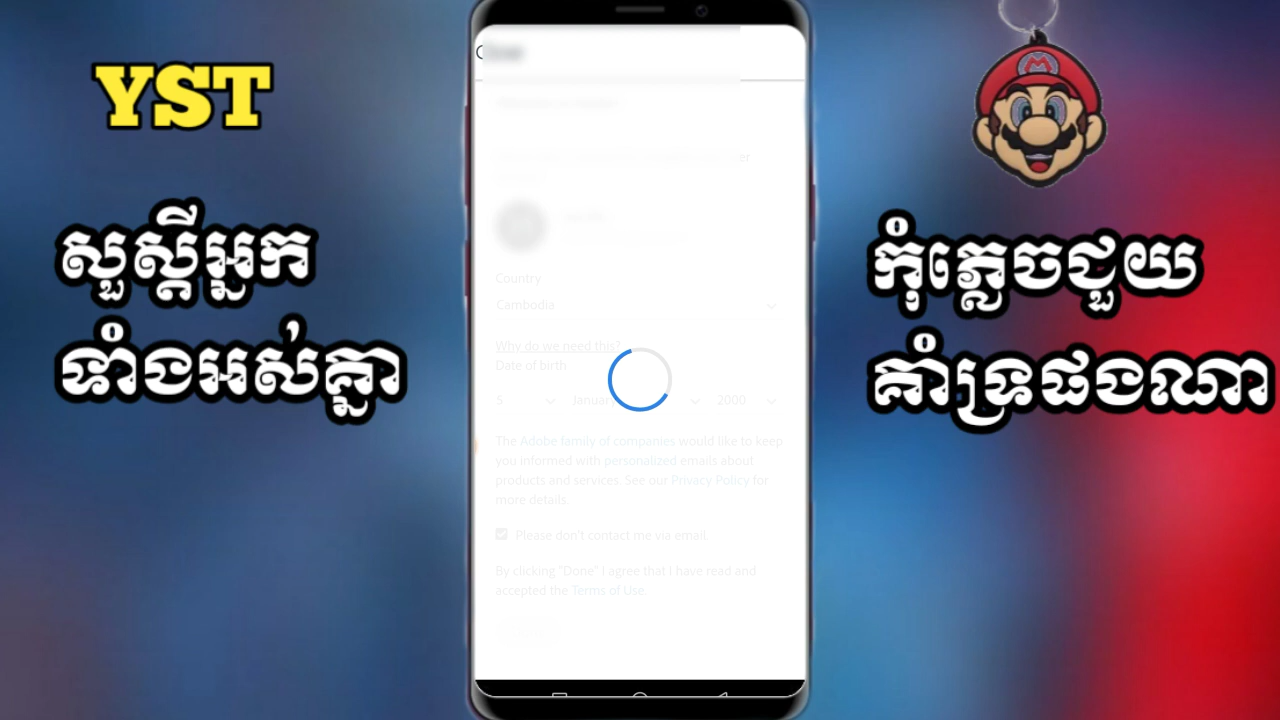 YST
សួស្តីអ្នក
ទាំងអស់គ្នា
M
កុំភ្លេចជួយ
គាំទ្រផងណា
Country
Cambodia
Why do we need this?
Date of birth
5 January 2000
The Adobe family of companies would like to keep
you informed with personalized emails about
products and services. See our Privacy Policy for
more details.
Please don't contact me via email
By clicking "Done" I agree that I have read and
accepted the Terms of Use.